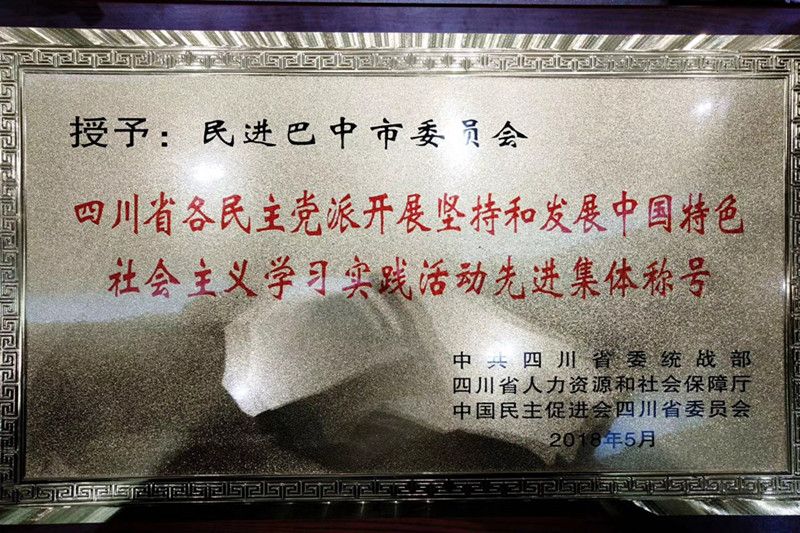 授予：民进巴中市委员会
四川省各民主党派开展坚持和发展中国特色
社会主义学习实践活动先进集体称号
中共四川省委统战部
四川省人力资源和社会保障厅
中国民主促进会四川省委员会
2018年5月